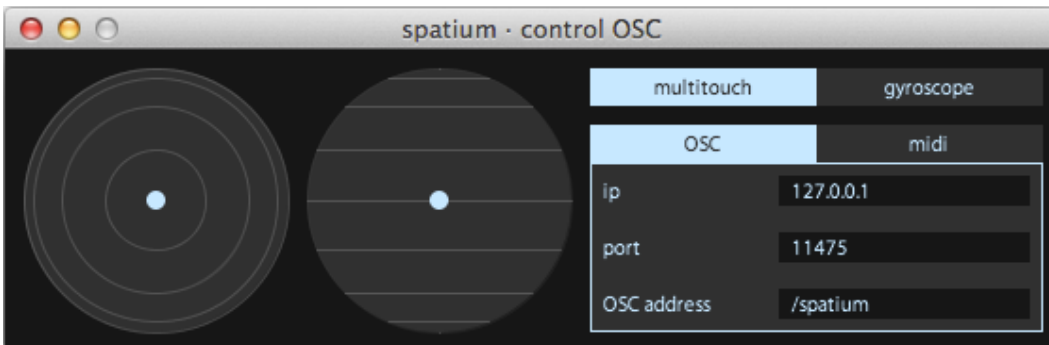 spatium · control OSC
multitouch gyroscope
OSC midi
ip 127.0.0.1
port 11475
OSC address /spatium